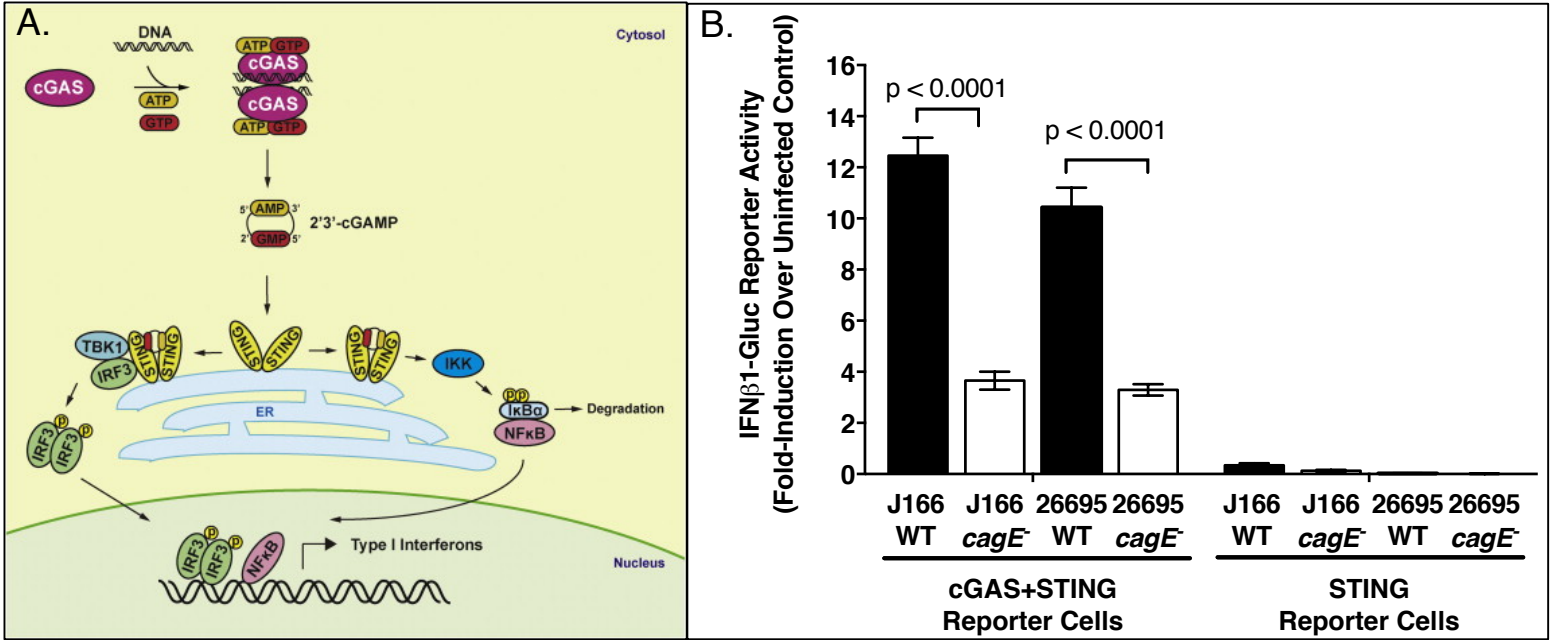 A.
DNA
Cytosol
cGAS
ATP
GTP
ATP GTP
cGAS
cGAS
ATP GTP
5' AMP 3'
2' GMP 5'
2'3'-cGAMP
TBK1
IRF3
STING STING
STING STING
STING STING
IKK
P P
IκBα
Degradation
NFκB
ER
P
P
IRF3 IRF3
P
P
IRF3 IRF3
NFκB
Type I Interferons
Nucleus
B.
IFNβ1-Gluc Reporter Activity
(Fold-Induction Over Uninfected Control)
16
14
12
10
8
6
4
2
0
p < 0.0001
p < 0.0001
J166 J166 26695 26695 J166 J166 26695 26695
WT cagE- WT cagE- WT cagE- WT cagE-
cGAS+STING STING
Reporter Cells Reporter Cells